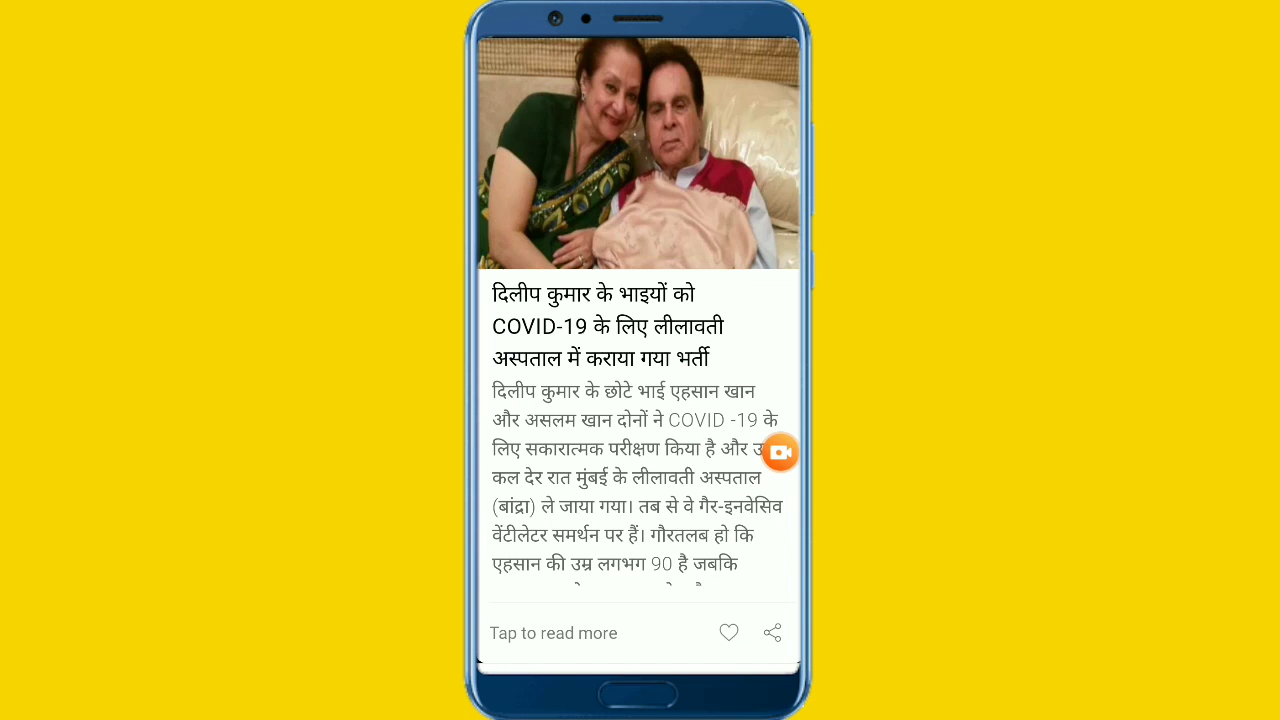 दिलीप कुमार के भाइयों को
COVID-19 के लिए लीलावती
अस्पताल में कराया गया भर्ती
दिलीप कुमार के छोटे भाई एहसान खान
और असलम खान दोनों ने COVID -19 के
लिए सकारात्मक परीक्षण किया है और
कल देर रात मुंबई के लीलावती अस्पताल
(बांद्रा) ले जाया गया। तब से वे गैर-इनवेसिव
वेंटीलेटर समर्थन पर हैं। गौरतलब हो कि
एहसान की उम्र लगभग 90 है जबकि
Tap to read more